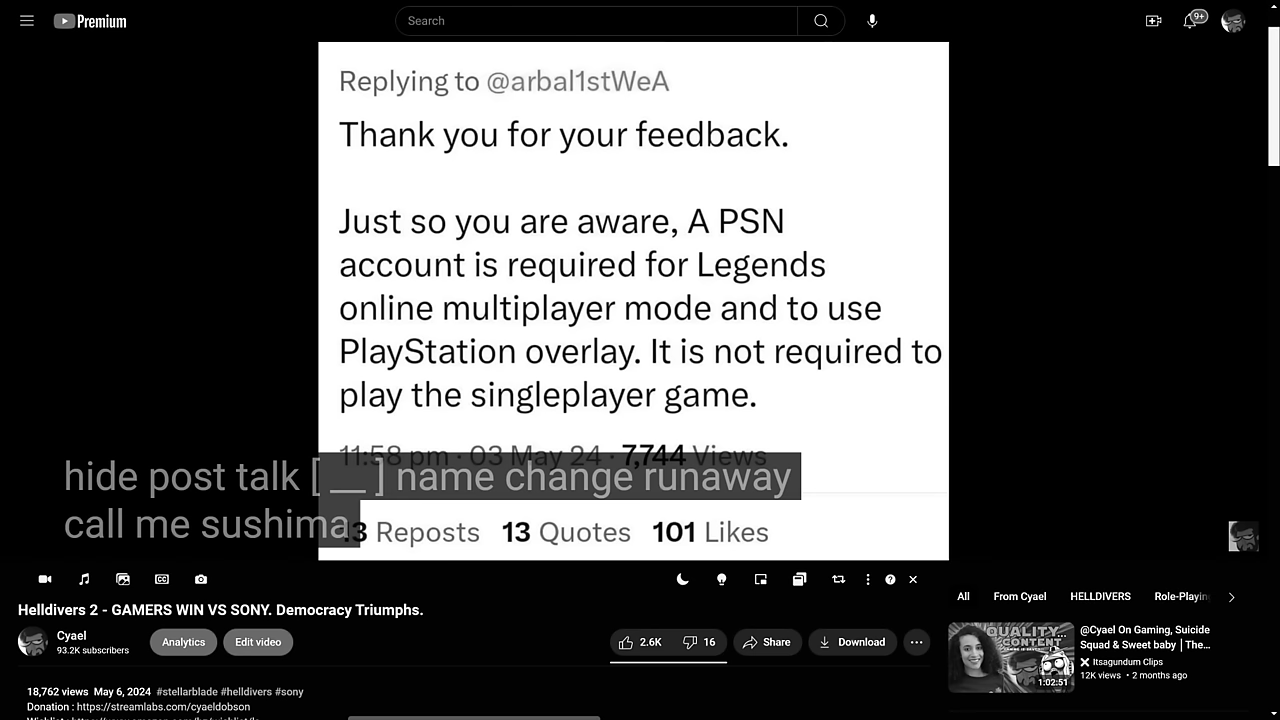 Premium
Search
9+
Replying to @arbal1stWeA
Thank you for your feedback.
Just so you are aware, A PSN
account is required for Legends
online multiplayer mode and to use
PlayStation overlay. It is not required to
play the singleplayer game.
11:58 pm · 03 May 24 · 7,744 Views
hide post talk [ __ ] name change runaway
call me sushima
3 Reposts 13 Quotes 101 Likes
Helldivers 2 - GAMERS WIN VS SONY. Democracy Triumphs.
Cyael
93.2K subscribers
Analytics
Edit video
2.6K
16
Share
Download
18,762 views May 6, 2024 #stellarblade #helldivers #sony
Donation : https://streamlabs.com/cyaeldobson
All
From Cyael
HELLDIVERS
Role-Playin
QUALITY...
CONTENT
1:02:51
@Cyael On Gaming, Suicide
Squad & Sweet baby | The...
Itsagundum Clips
12K views • 2 months ago